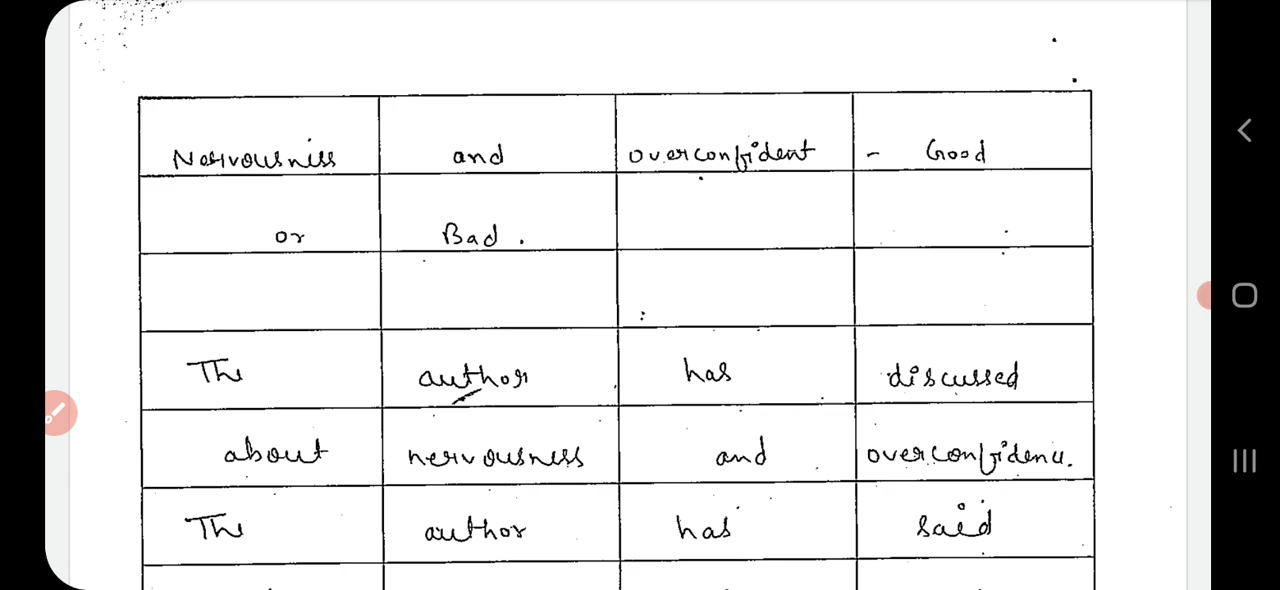 Nervousness and overconfident - Good
or Bad.
The author has discussed
about nervousness and overconfidence.
The author has said